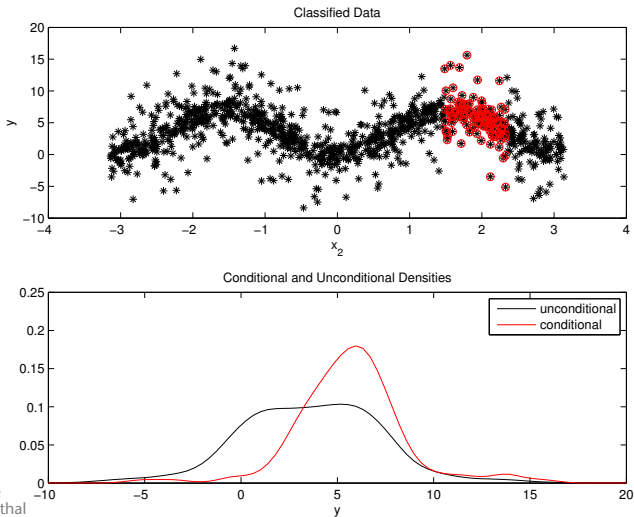 Classified Data
20
15
10
5
0
−5
−10
y
−4 −3 −2 −1 0 1 2 3 4
x2
Conditional and Unconditional Densities
0.25
0.2
0.15
0.1
0.05
0
unconditional
conditional
−10 −5 0 5 10 15 20
y
thal